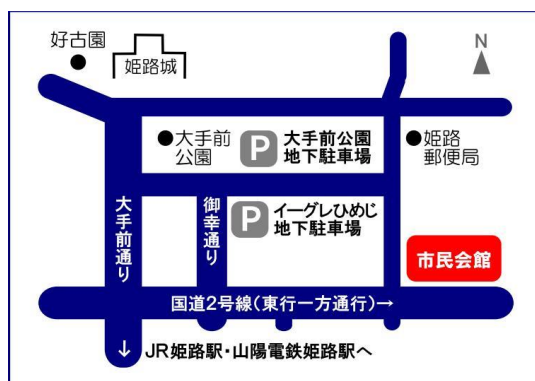 好古園
姫路城
N
●大手前
公園
P
大手前公園
地下駐車場
●姫路
郵便局
大手前通り
御幸通り
P
イーグレひめじ
地下駐車場
市民会館
国道2号線(東行一方通行)→
↓ JR姫路駅・山陽電鉄姫路駅へ